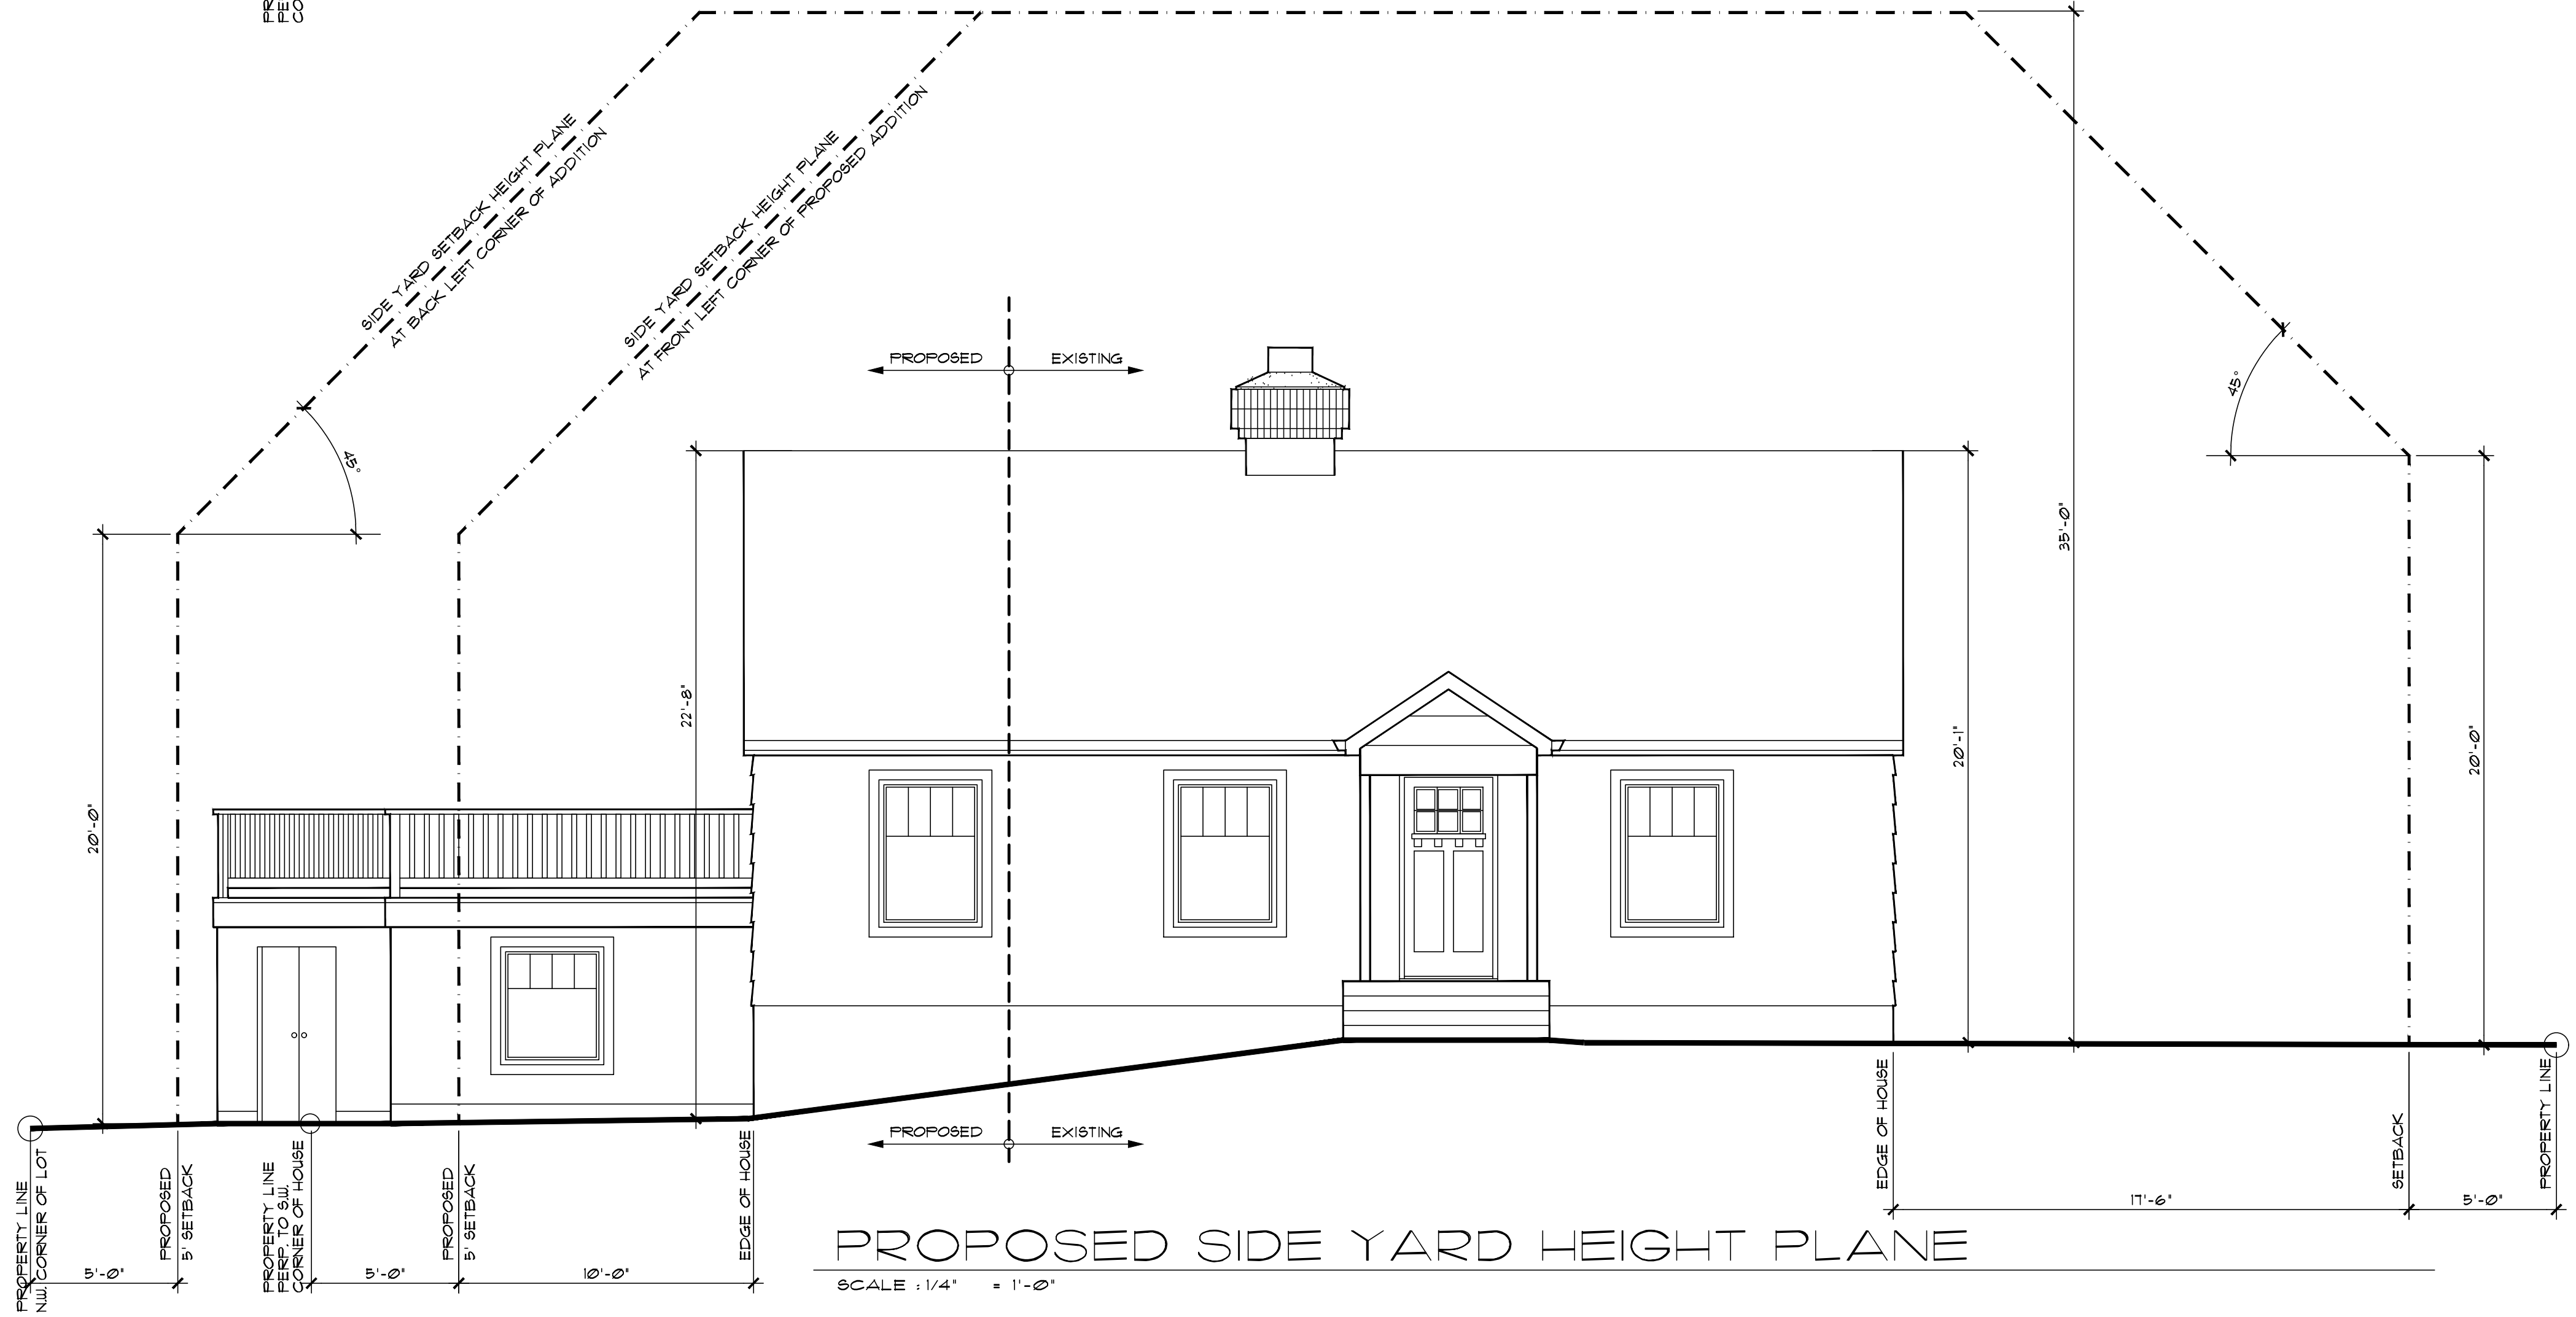 PR
PE
CO
SIDE YARD SETBACK HEIGHT PLANE
AT BACK LEFT CORNER OF ADDITION
SIDE YARD SETBACK HEIGHT PLANE
AT FRONT LEFT CORNER OF PROPOSED ADDITION
PROPOSED
EXISTING
45°
45°
35'-0"
22'-8"
20'-1"
20'-0"
20'-0"
PROPOSED
EXISTING
PROPERTY LINE
N.W. CORNER OF LOT
PROPOSED
5' SETBACK
PROPERTY LINE
PERP. TO S.W.
CORNER OF HOUSE
PROPOSED
5' SETBACK
EDGE OF HOUSE
EDGE OF HOUSE
SETBACK
PROPERTY LINE
17'-6"
5'-0"
5'-0"
5'-0"
10'-0"
PROPOSED SIDE YARD HEIGHT PLANE
SCALE : 1/4" = 1'-0"